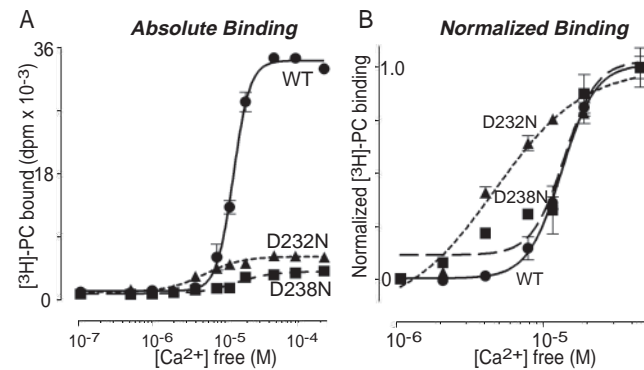 A
Absolute Binding
[³H]-PC bound (dpm x 10⁻³)
36
18
0
WT
D232N
D238N
10⁻⁷
10⁻⁶
10⁻⁵
10⁻⁴
[Ca²⁺] free (M)
B
Normalized Binding
Normalized [³H]-PC binding
1.0
0
D232N
D238N
WT
10⁻⁶
10⁻⁵
[Ca²⁺] free (M)